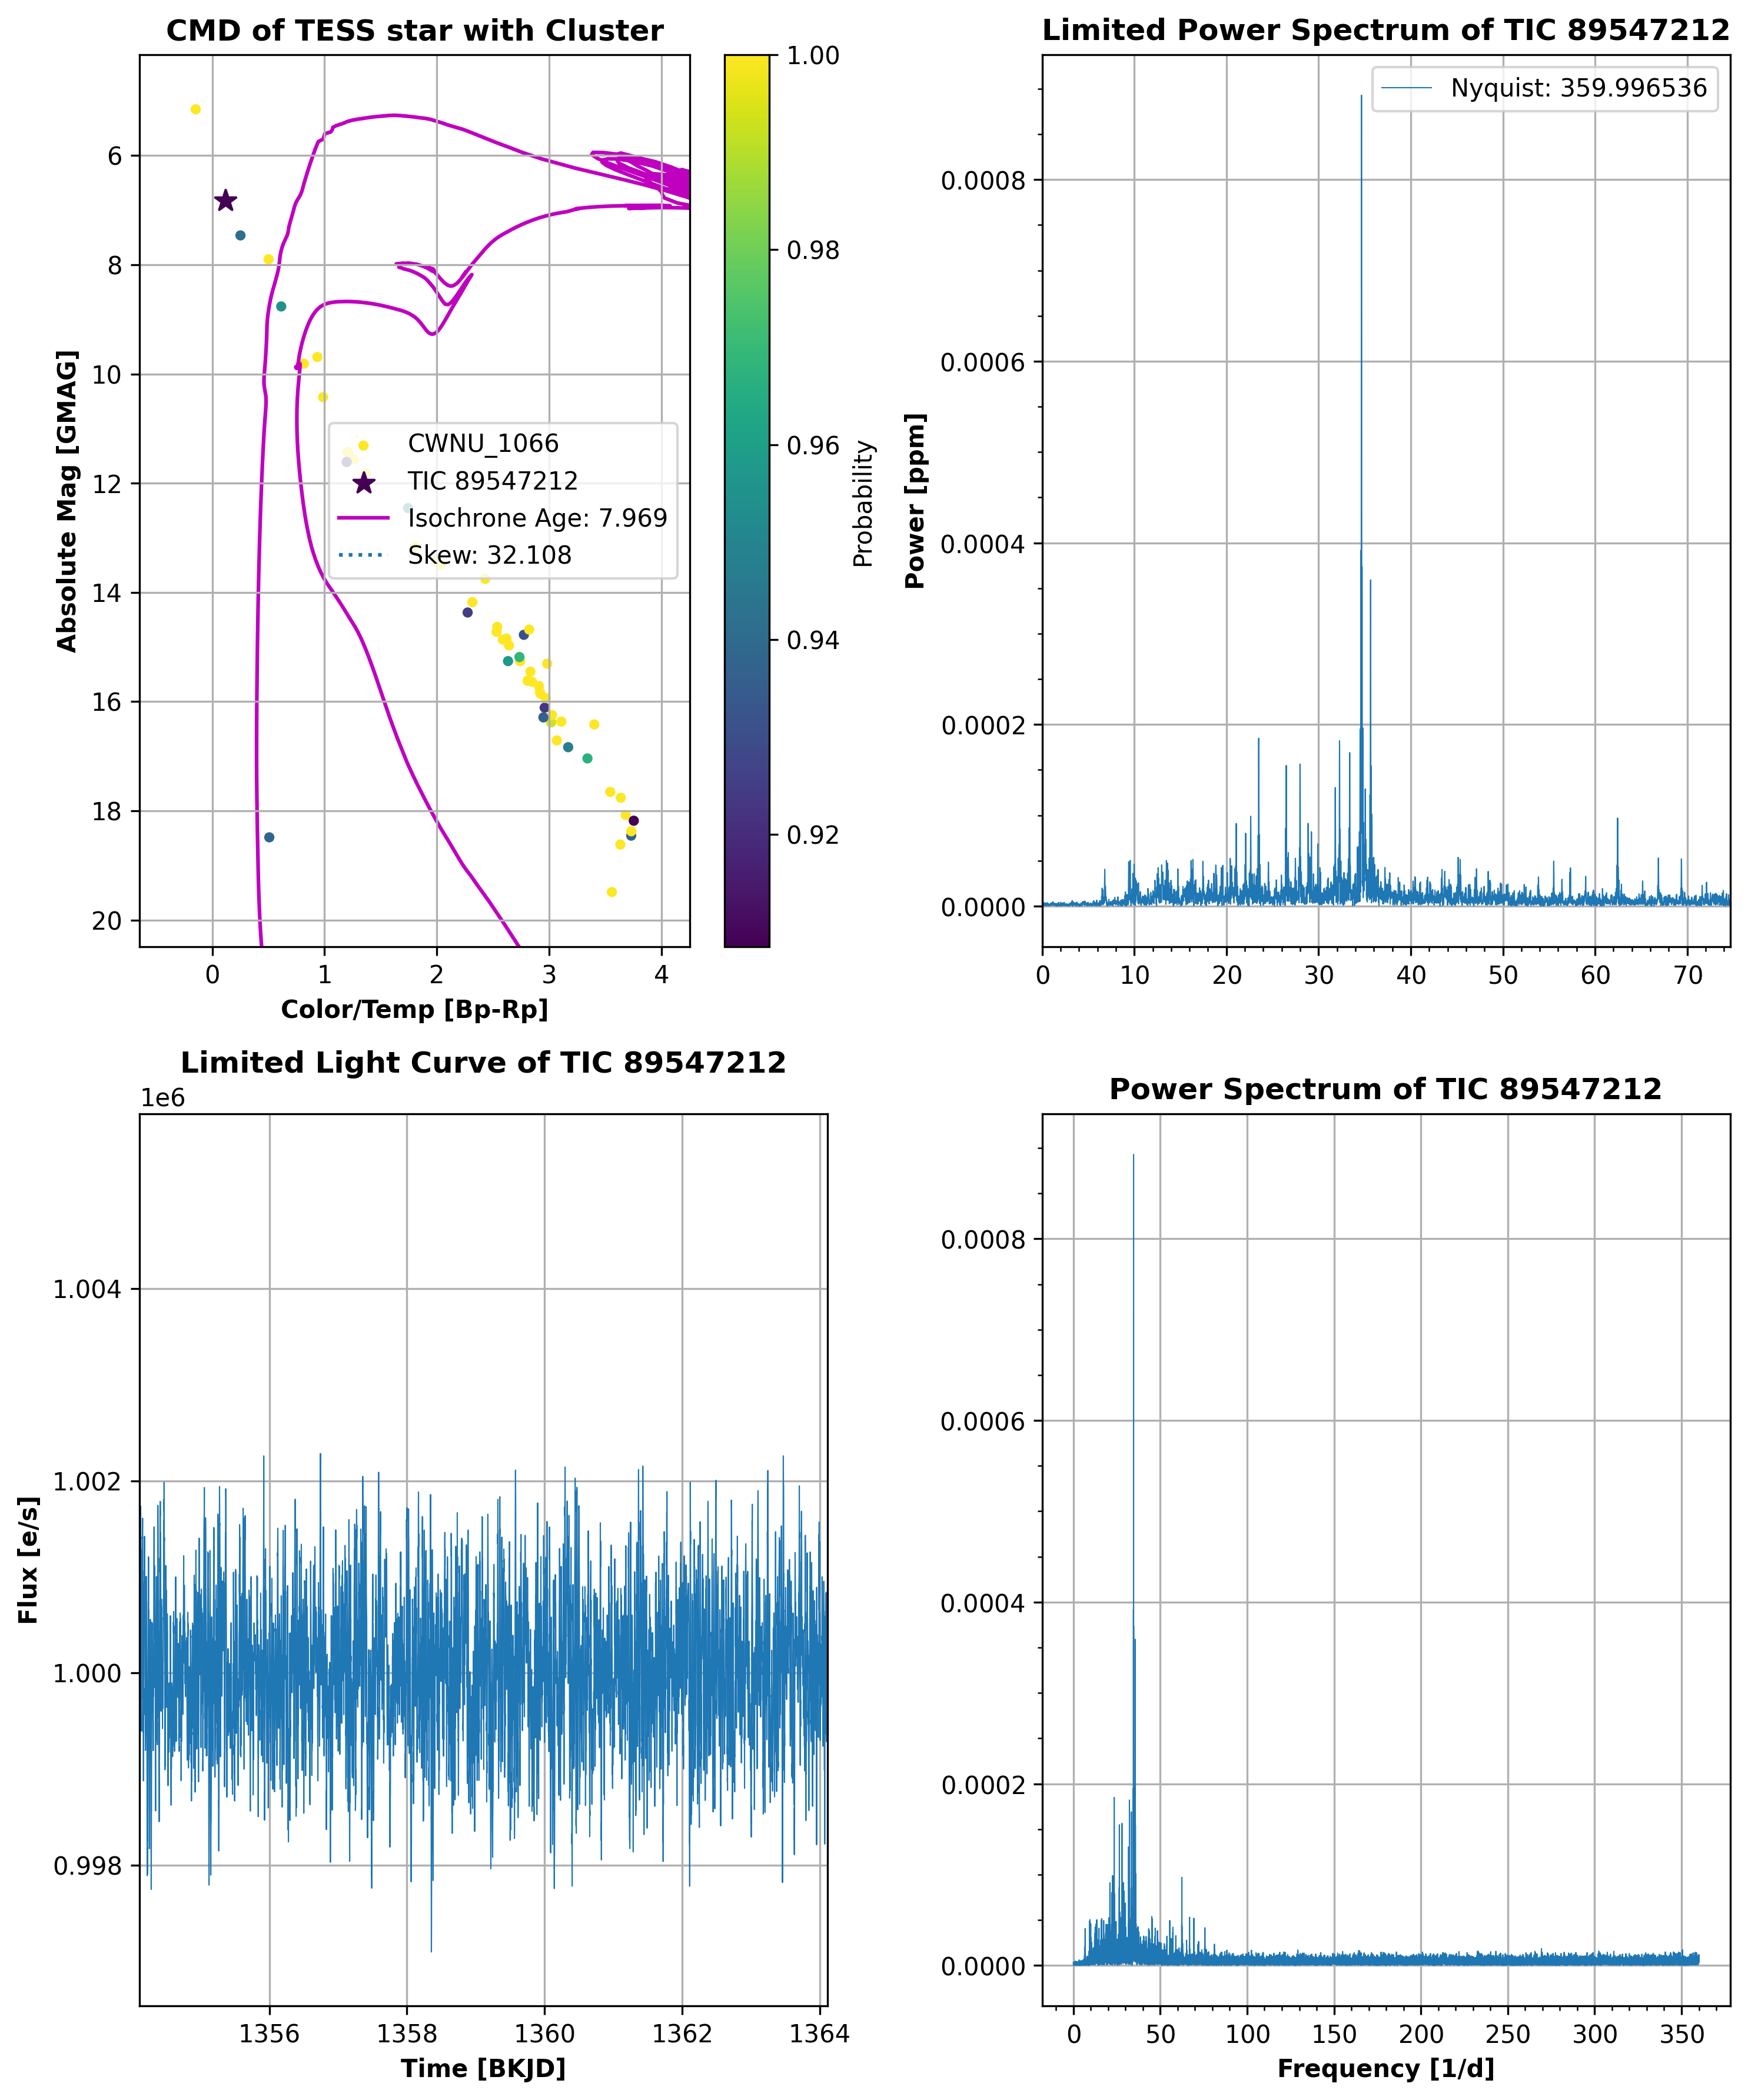 CMD of TESS star with Cluster
Absolute Mag [GMAG]
6
8
10
12
14
16
18
20
0 1 2 3 4
Color/Temp [Bp-Rp]
CWNU_1066
TIC 89547212
Isochrone Age: 7.969
Skew: 32.108
1.00
0.98
0.96
0.94
0.92
Probability
Limited Power Spectrum of TIC 89547212
Nyquist: 359.996536
Power [ppm]
0.0008
0.0006
0.0004
0.0002
0.0000
0 10 20 30 40 50 60 70
Limited Light Curve of TIC 89547212
1e6
Flux [e/s]
1.004
1.002
1.000
0.998
1356 1358 1360 1362 1364
Time [BKJD]
Power Spectrum of TIC 89547212
0.0008
0.0006
0.0004
0.0002
0.0000
0 50 100 150 200 250 300 350
Frequency [1/d]